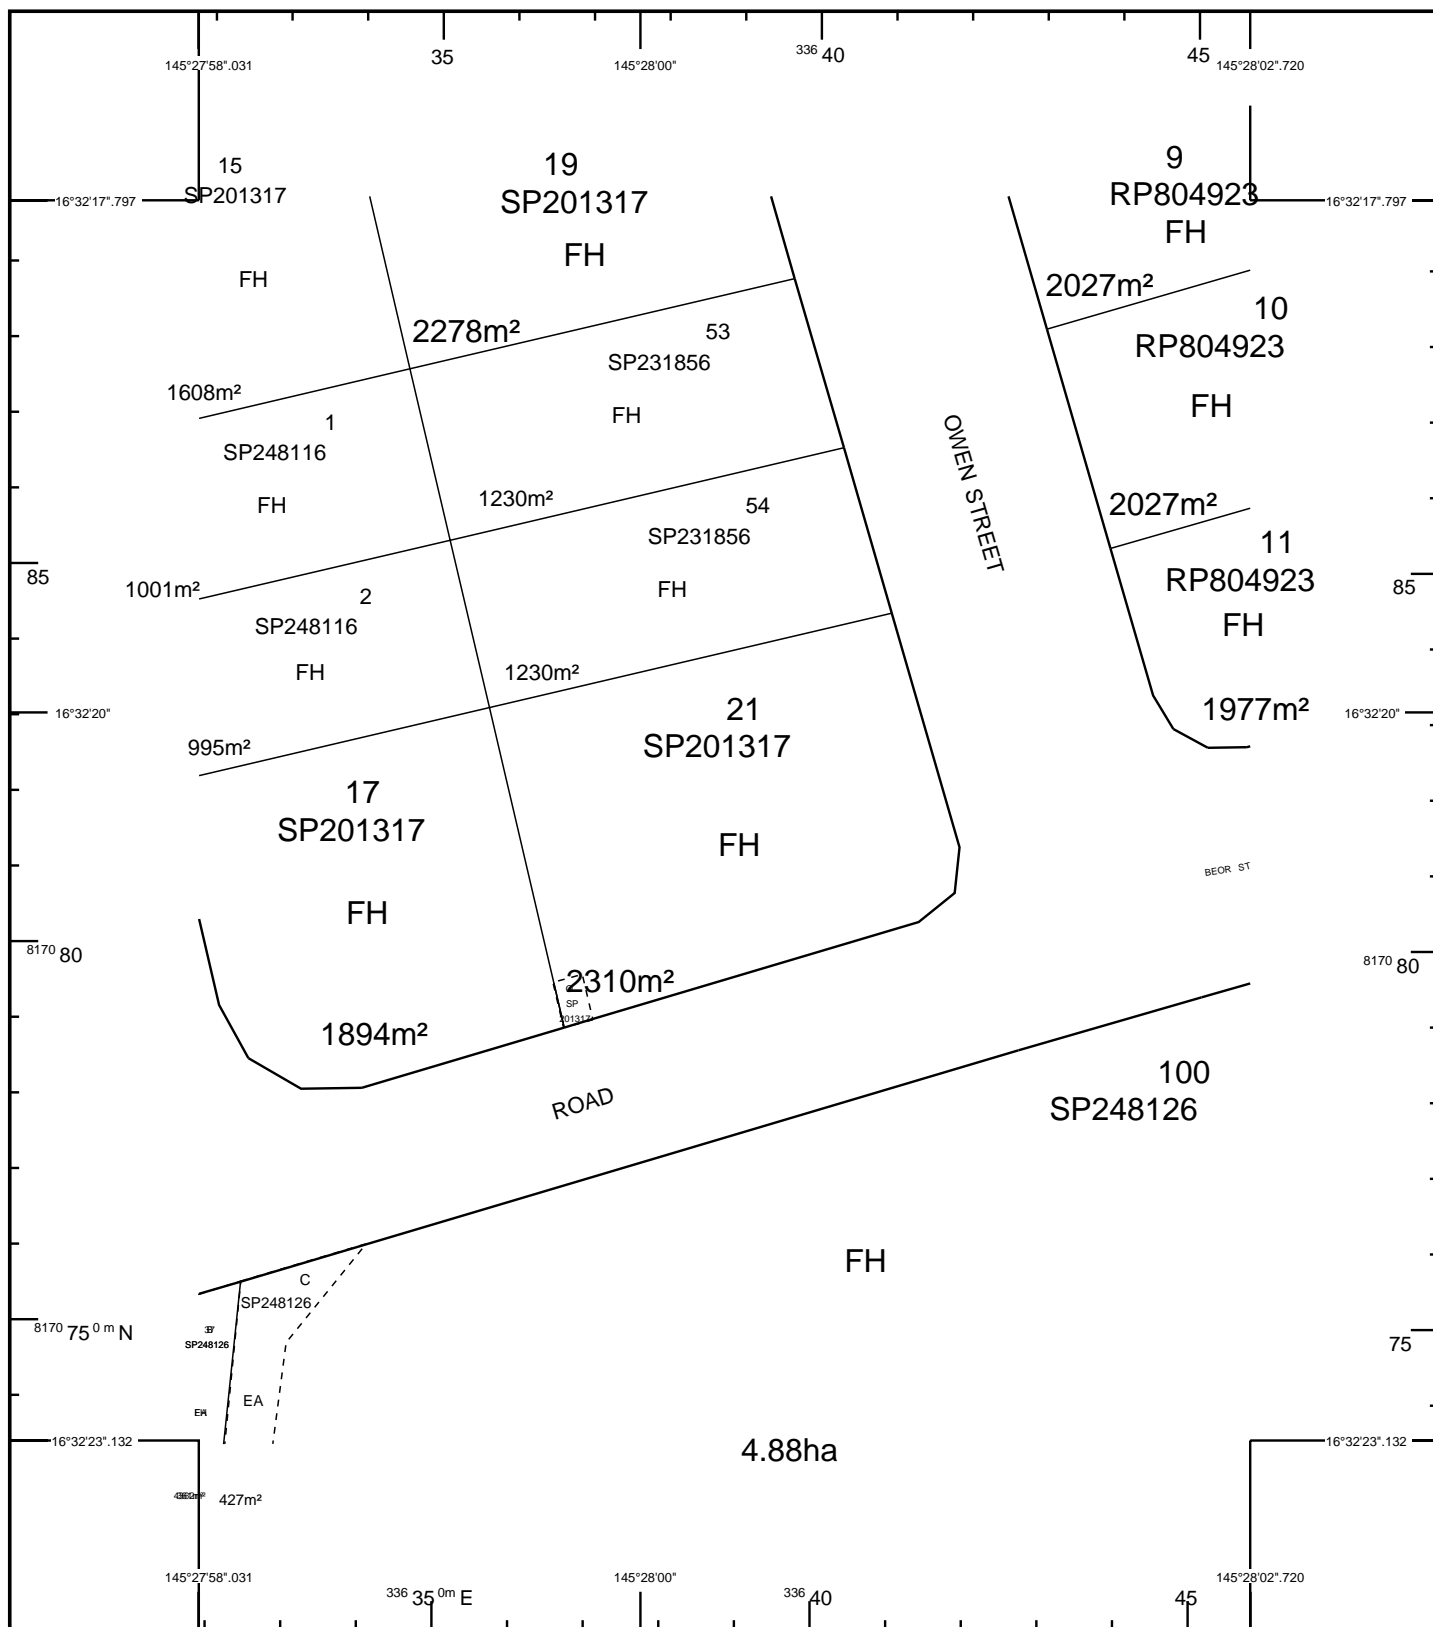 35
336 40
45
145°27'58".031
145°28'00"
145°28'02".720
15
SP201317
FH
19
SP201317
FH
9
RP804923
FH
16°32'17".797
16°32'17".797
2278m²
2027m²
53
SP231856
FH
10
RP804923
FH
1608m²
1
SP248116
FH
OWEN STREET
1230m²
54
SP231856
FH
2027m²
11
RP804923
FH
85
85
1001m²
2
SP248116
FH
1230m²
16°32'20"
16°32'20"
21
SP201317
FH
1977m²
995m²
17
SP201317
FH
BEOR ST
8170 80
8170 80
2310m²
SP
201317
1894m²
ROAD
100
SP248126
FH
C
SP248126
EA
8170 75 0 m N
75
SP248126
16°32'23".132
16°32'23".132
4.88ha
427m²
145°27'58".031
145°28'00"
145°28'02".720
336 35 0m E
336 40
45